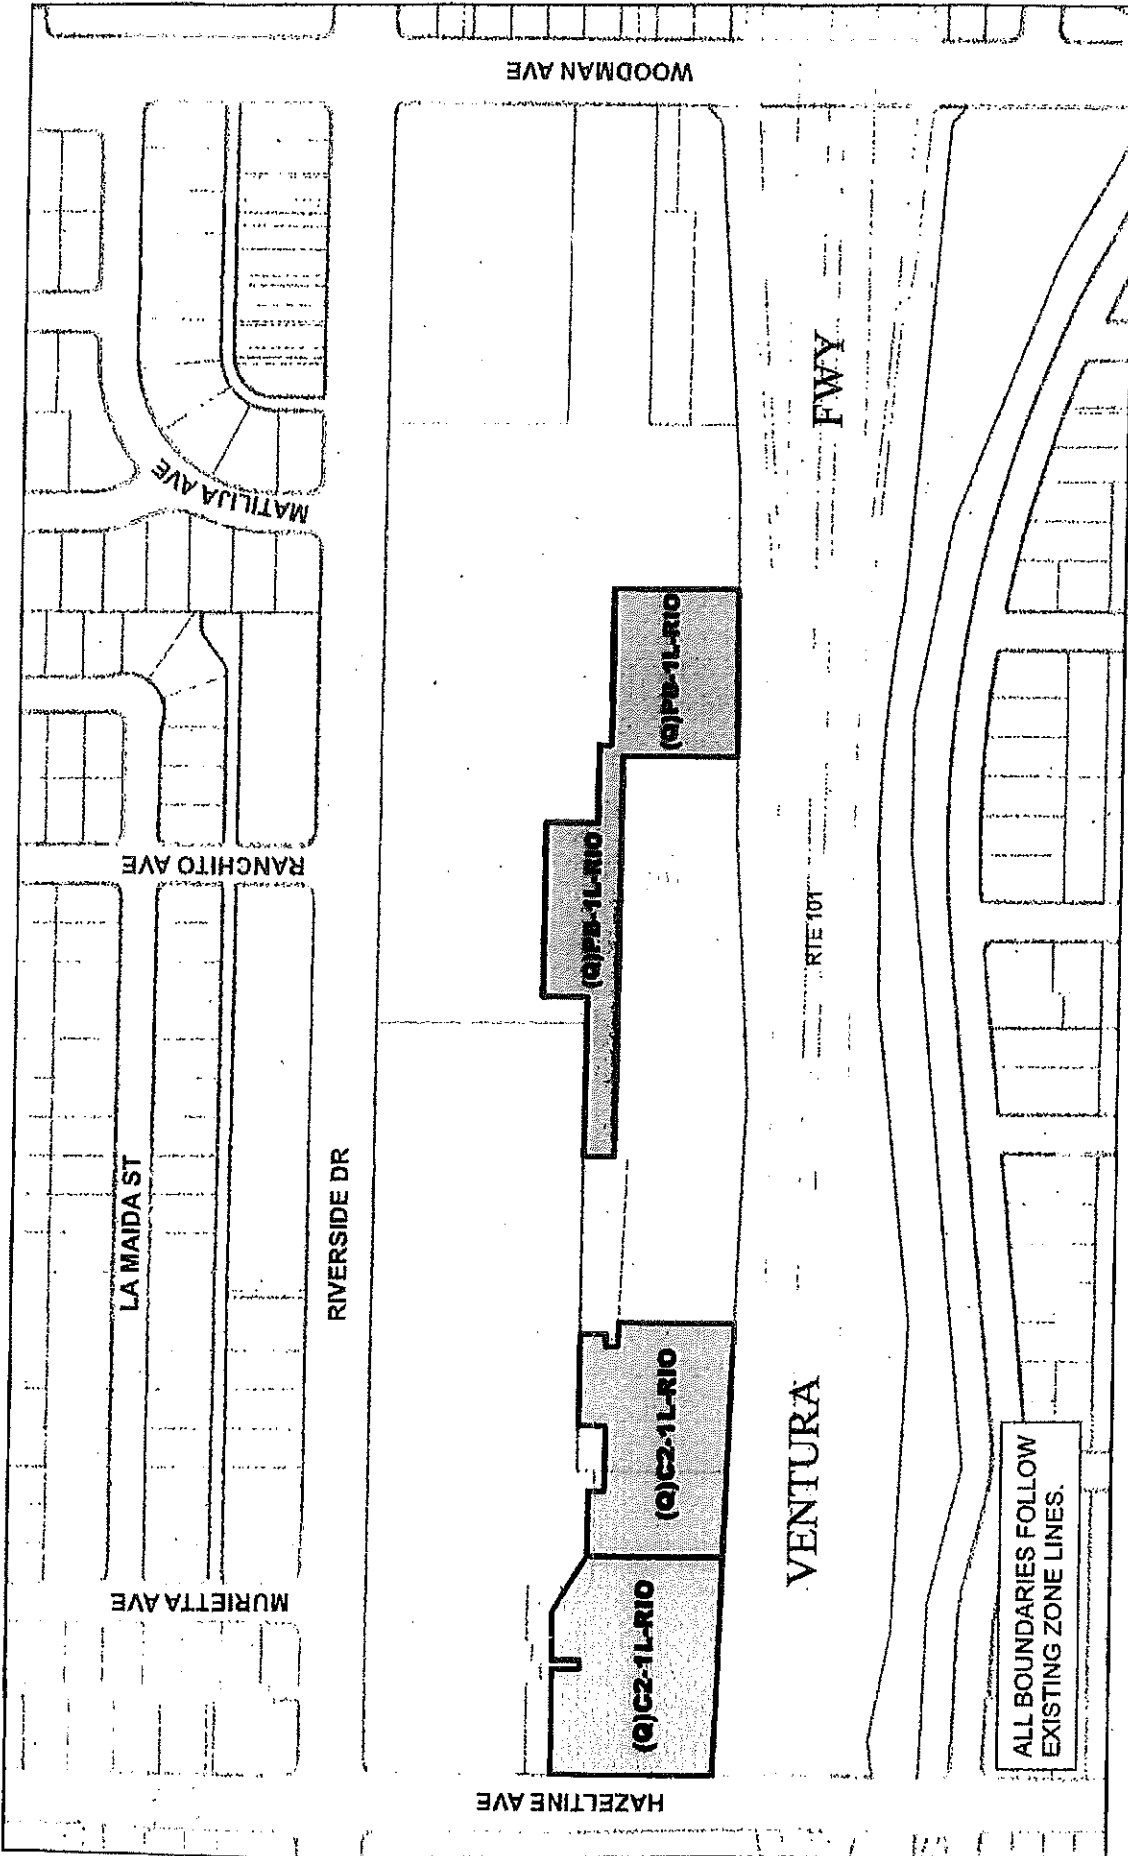 WOODMAN AVE
MATILIJA AVE
RANCHITO AVE
LA MAIDA ST
RIVERSIDE DR
MURIETTA AVE
HAZELTINE AVE
(Q)PB-1L-RIO
(Q)PB-1L-RIO
(Q)C2-1L-RIO
(Q)C2-1L-RIO
VENTURA
FWY
RTE 101
ALL BOUNDARIES FOLLOW
EXISTING ZONE LINES.